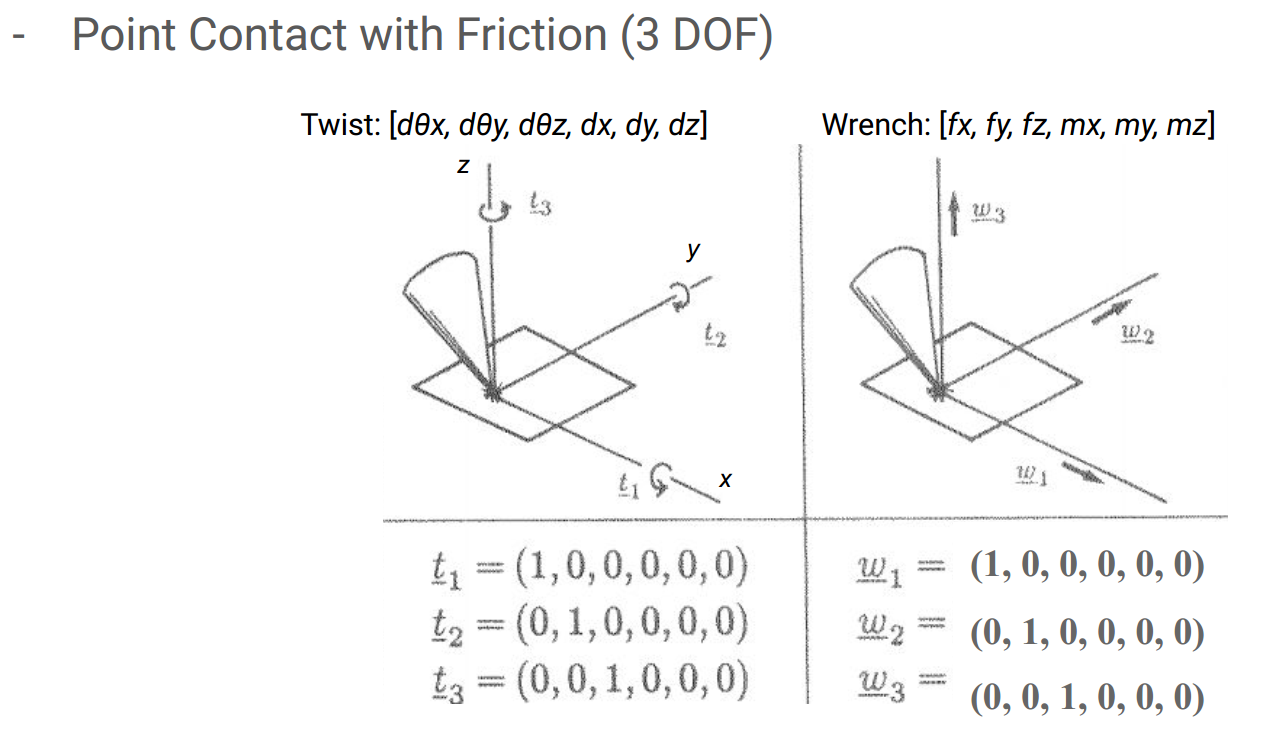 - Point Contact with Friction (3 DOF)
Twist: [dθx, dθy, dθz, dx, dy, dz]
z
t3
y
t2
t1
x
t1 = (1, 0, 0, 0, 0, 0)
t2 = (0, 1, 0, 0, 0, 0)
t3 = (0, 0, 1, 0, 0, 0)
Wrench: [fx, fy, fz, mx, my, mz]
w3
w2
w1
w1 = (1, 0, 0, 0, 0, 0)
w2 = (0, 1, 0, 0, 0, 0)
w3 = (0, 0, 1, 0, 0, 0)